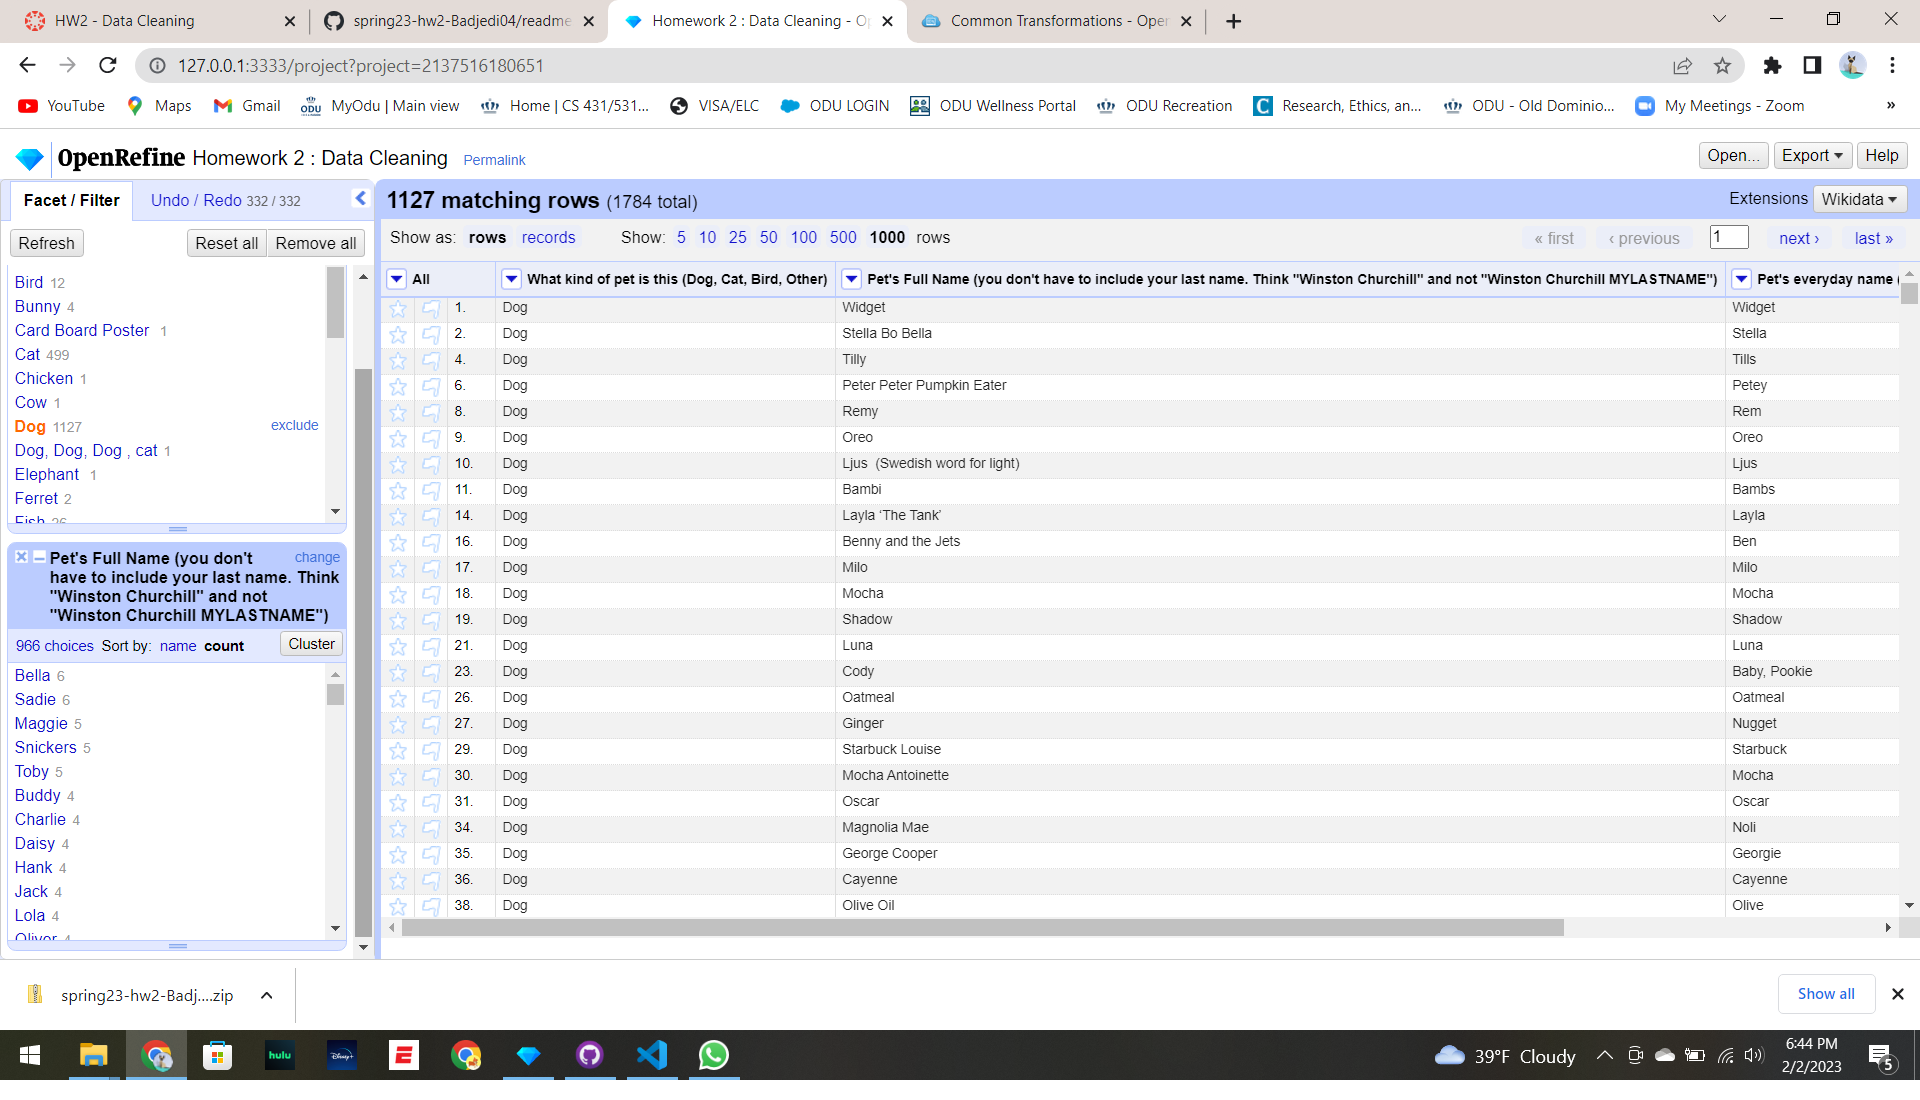 HW2 - Data Cleaning
spring23-hw2-Badjedi04/readme
Homework 2 : Data Cleaning - Op
Common Transformations - Open
127.0.0.1:3333/project?project=2137516180651
YouTube
Maps
Gmail
MyOdu | Main view
Home | CS 431/531...
VISA/ELC
ODU LOGIN
ODU Wellness Portal
ODU Recreation
Research, Ethics, an...
ODU - Old Dominio...
My Meetings - Zoom
»
OpenRefine Homework 2 : Data Cleaning Permalink
Open... Export Help
Facet / Filter Undo / Redo 332 / 332
Refresh Reset all Remove all
Bird 12
Bunny 4
Card Board Poster 1
Cat 499
Chicken 1
Cow 1
Dog 1127 exclude
Dog, Dog, Dog , cat 1
Elephant 1
Ferret 2
Fish 26
Pet's Full Name (you don't change
have to include your last name. Think
"Winston Churchill" and not
"Winston Churchill MYLASTNAME")
966 choices Sort by: name count Cluster
Bella 6
Sadie 6
Maggie 5
Snickers 5
Toby 5
Buddy 4
Charlie 4
Daisy 4
Hank 4
Jack 4
Lola 4
Oliver 4
1127 matching rows (1784 total)
Extensions Wikidata
Show as: rows records Show: 5 10 25 50 100 500 1000 rows
« first ‹ previous 1 next › last »
All What kind of pet is this (Dog, Cat, Bird, Other) Pet's Full Name (you don't have to include your last name. Think "Winston Churchill" and not "Winston Churchill MYLASTNAME") Pet's everyday name (
1. Dog Widget Widget
2. Dog Stella Bo Bella Stella
4. Dog Tilly Tills
6. Dog Peter Peter Pumpkin Eater Petey
8. Dog Remy Rem
9. Dog Oreo Oreo
10. Dog Ljus (Swedish word for light) Ljus
11. Dog Bambi Bambs
14. Dog Layla ‘The Tank’ Layla
16. Dog Benny and the Jets Ben
17. Dog Milo Milo
18. Dog Mocha Mocha
19. Dog Shadow Shadow
21. Dog Luna Luna
23. Dog Cody Baby, Pookie
26. Dog Oatmeal Oatmeal
27. Dog Ginger Nugget
29. Dog Starbuck Louise Starbuck
30. Dog Mocha Antoinette Mocha
31. Dog Oscar Oscar
34. Dog Magnolia Mae Noli
35. Dog George Cooper Georgie
36. Dog Cayenne Cayenne
38. Dog Olive Oil Olive
spring23-hw2-Badj....zip
Show all
hulu
Disney+
E
39°F Cloudy
6:44 PM
2/2/2023
5